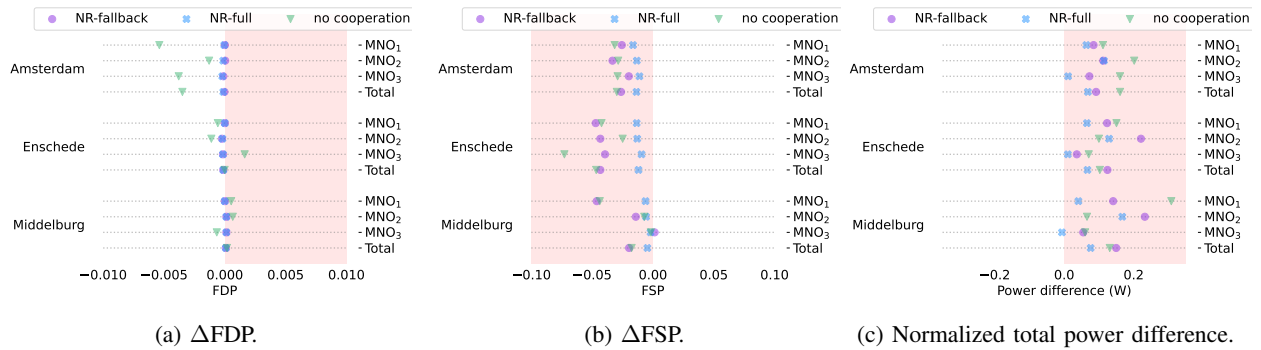 NR-fallback NR-full no cooperation
Amsterdam
MNO₁
MNO₂
MNO₃
Total
Enschede
MNO₁
MNO₂
MNO₃
Total
Middelburg
MNO₁
MNO₂
MNO₃
Total
−0.010 −0.005 0.000 0.005 0.010
FDP
(a) ΔFDP.
NR-fallback NR-full no cooperation
Amsterdam
MNO₁
MNO₂
MNO₃
Total
Enschede
MNO₁
MNO₂
MNO₃
Total
Middelburg
MNO₁
MNO₂
MNO₃
Total
−0.10 −0.05 0.00 0.05 0.10
FSP
(b) ΔFSP.
NR-fallback NR-full no cooperation
Amsterdam
MNO₁
MNO₂
MNO₃
Total
Enschede
MNO₁
MNO₂
MNO₃
Total
Middelburg
MNO₁
MNO₂
MNO₃
Total
−0.2 0.0 0.2
Power difference (W)
(c) Normalized total power difference.